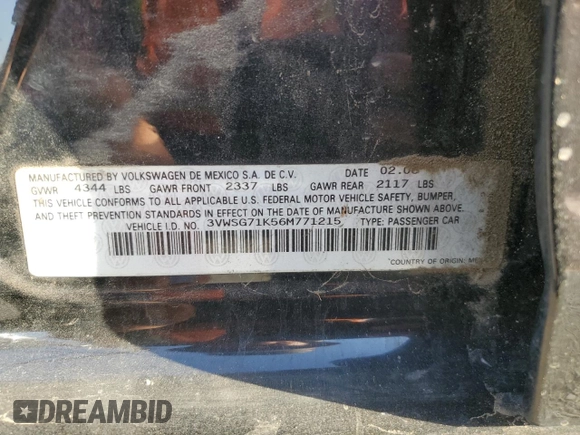 MANUFACTURED BY VOLKSWAGEN DE MEXICO S.A. DE C.V. DATE
GVWR 4344 LBS GAWR FRONT 2337 LBS GAWR REAR 2117 LBS
THIS VEHICLE CONFORMS TO ALL APPLICABLE U.S. FEDERAL MOTOR VEHICLE SAFETY, BUMPER,
AND THEFT PREVENTION STANDARDS IN EFFECT ON THE DATE OF MANUFACTURE SHOWN ABOVE.
VEHICLE I.D. NO. 3VWSG71K56M771215 TYPE: PASSENGER CAR
*COUNTRY OF ORIGIN:
DREAMBID